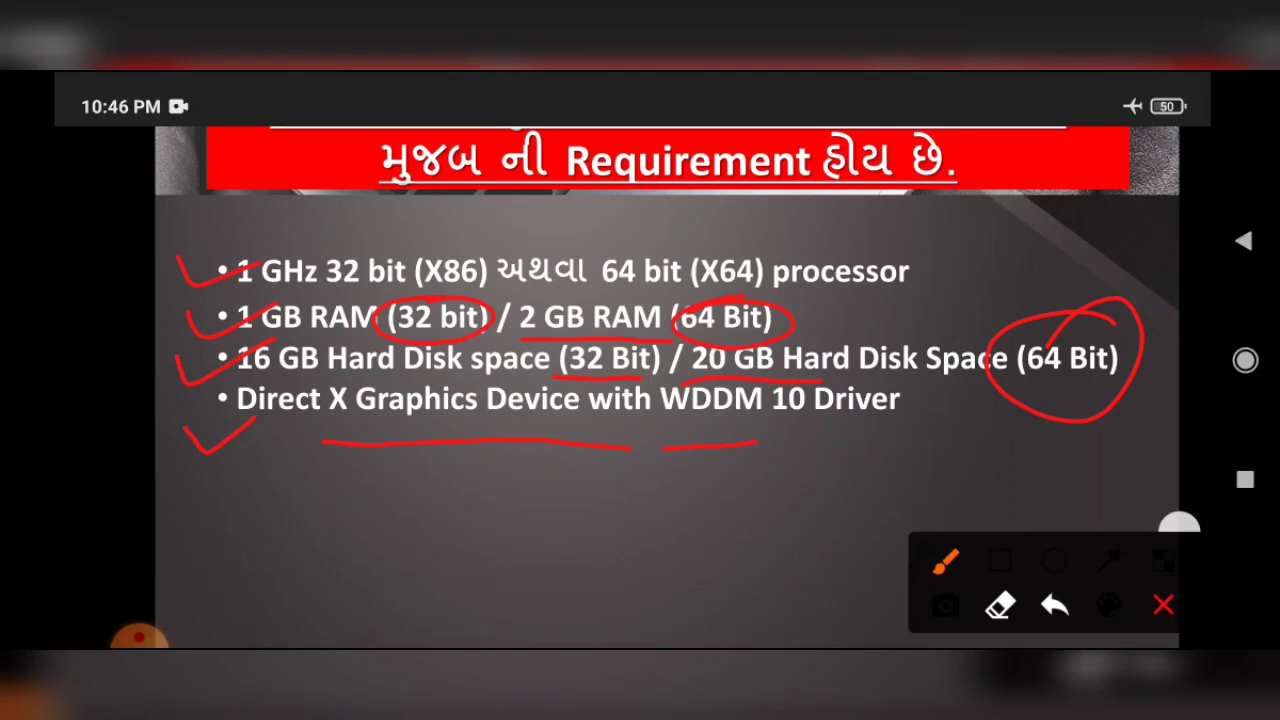 10:46 PM
50
મુજબ ની Requirement હોય છે.
• 1 GHz 32 bit (X86) અથવા 64 bit (X64) processor
• 1 GB RAM (32 bit) / 2 GB RAM (64 Bit)
• 16 GB Hard Disk space (32 Bit) / 20 GB Hard Disk Space (64 Bit)
• Direct X Graphics Device with WDDM 10 Driver